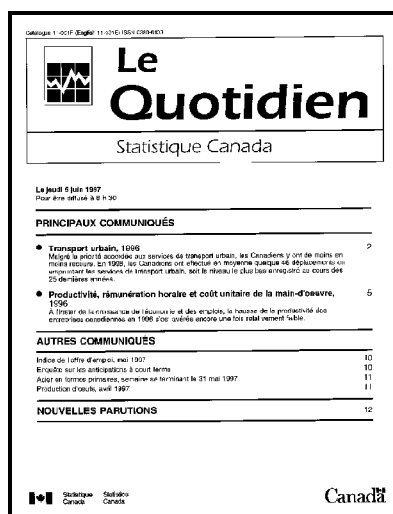 Catalogue 11-001F (English 11-001E) ISSN 0380-6103
Le
Quotidien
Statistique Canada
Le jeudi 5 juin 1997
Pour être diffusé à 8 h 30
PRINCIPAUX COMMUNIQUÉS
Transport urbain, 1996 2
Malgré la priorité accordée aux services de transport urbain, les Canadiens y ont de moins en
moins recours. En 1996, les Canadiens ont effectué en moyenne quelque 46 déplacements en
empruntant les services de transport urbain, soit le niveau le plus bas enregistré au cours des
25 dernières années.
Productivité, rémunération horaire et coût unitaire de la main-d'oeuvre, 5
1996
À l'instar de la croissance de l'économie et des emplois, la hausse de la productivité des
entreprises canadiennes en 1996 s'est avérée encore une fois relativement faible.
AUTRES COMMUNIQUÉS
Indice de l'offre d'emploi, mai 1997 10
Enquête sur les anticipations à court terme 10
Acier en formes primaires, semaine se terminant le 31 mai 1997 11
Production d'oeufs, avril 1997 11
NOUVELLES PARUTIONS 12
Statistique Statistics
Canada Canada
Canada